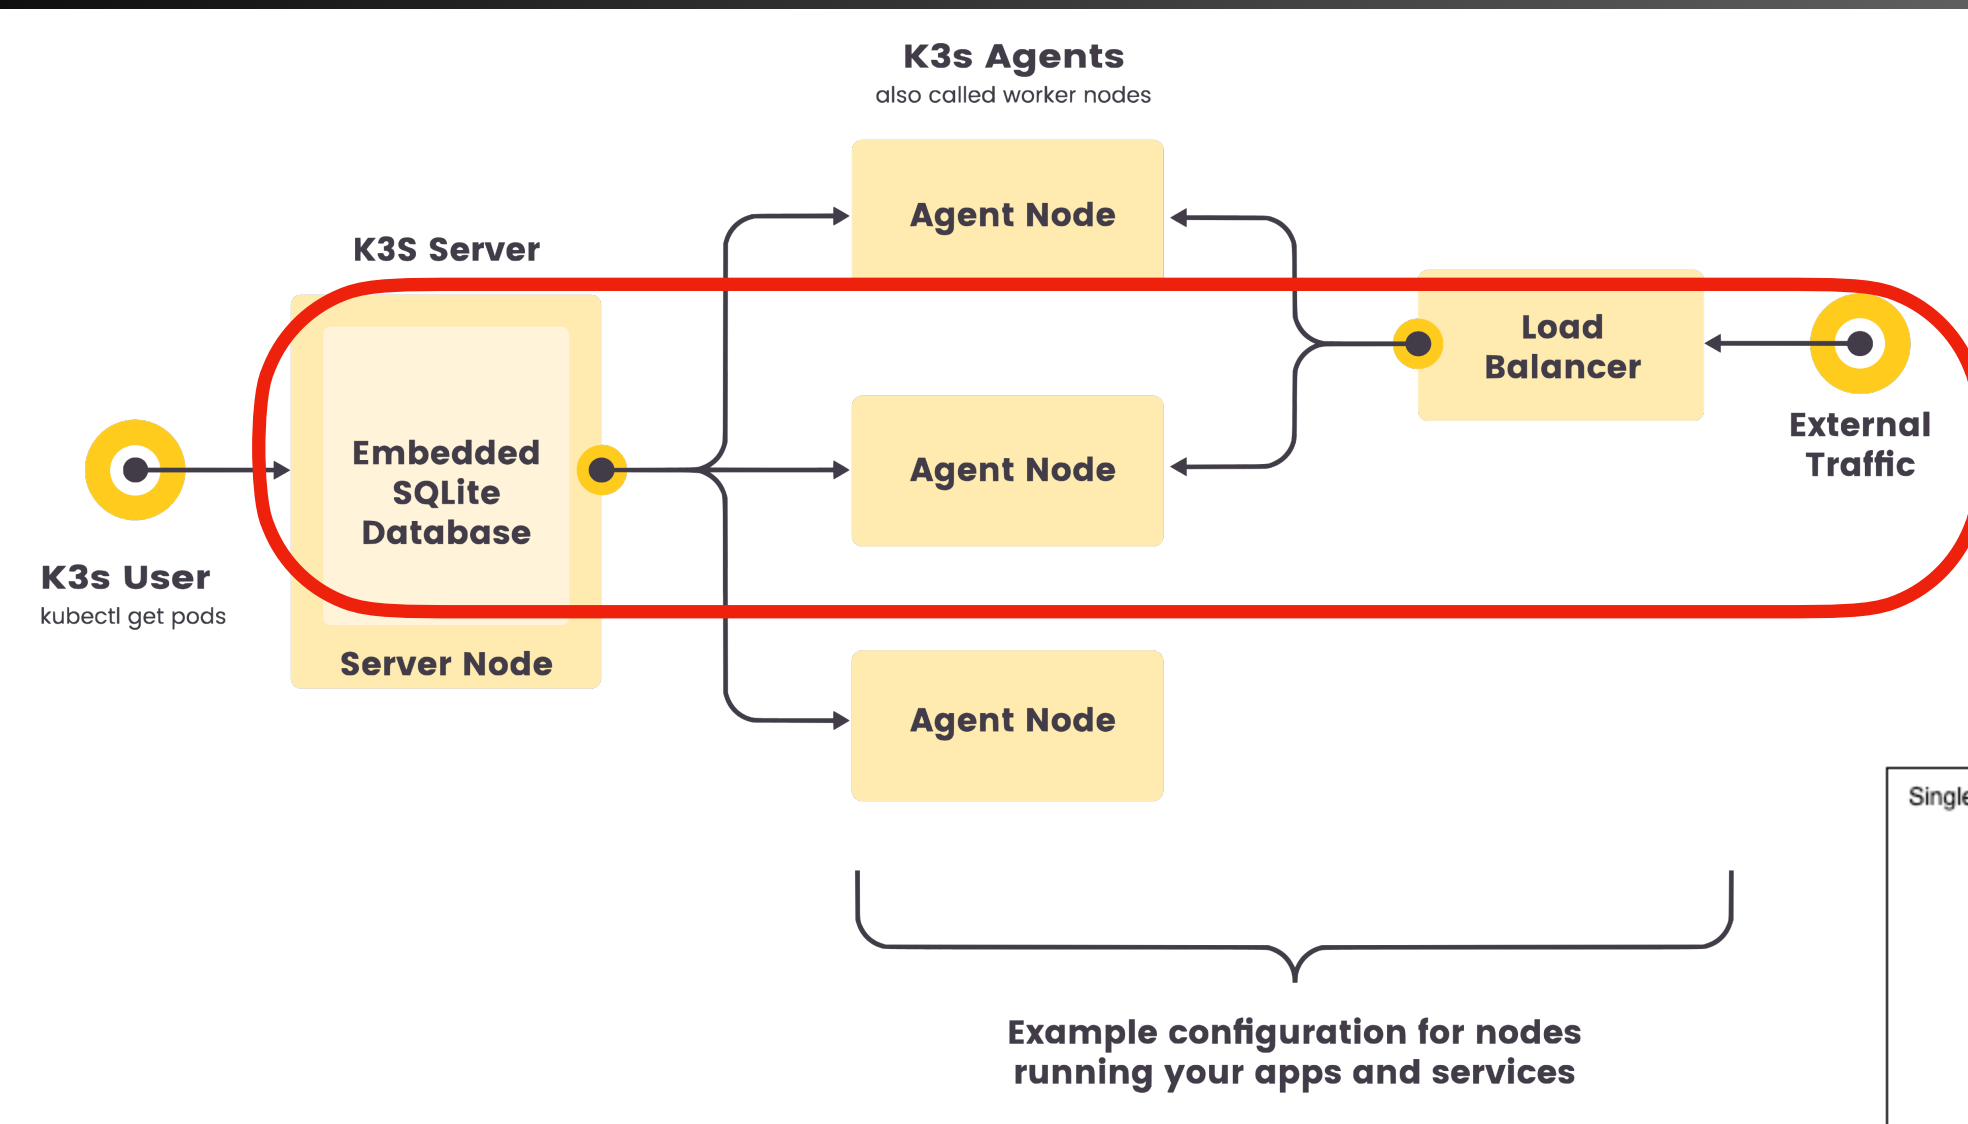 K3s Agents
also called worker nodes
Agent Node
K3S Server
Load
Balancer
External
Traffic
Embedded
SQLite
Database
Agent Node
K3s User
kubectl get pods
Server Node
Agent Node
Single
Example configuration for nodes
running your apps and services